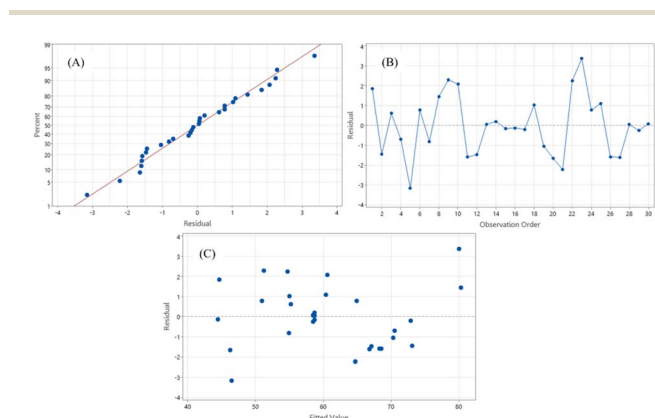 (A)
99
95
90
80
70
60
50
40
30
20
10
5
1
Percent
-4 -3 -2 -1 0 1 2 3 4
Residual
(B)
4
3
2
1
0
-1
-2
-3
-4
Residual
2 4 6 8 10 12 14 16 18 20 22 24 26 28 30
Observation Order
(C)
4
3
2
1
0
-1
-2
-3
-4
Residual
40 50 60 70 80
Fitted Value